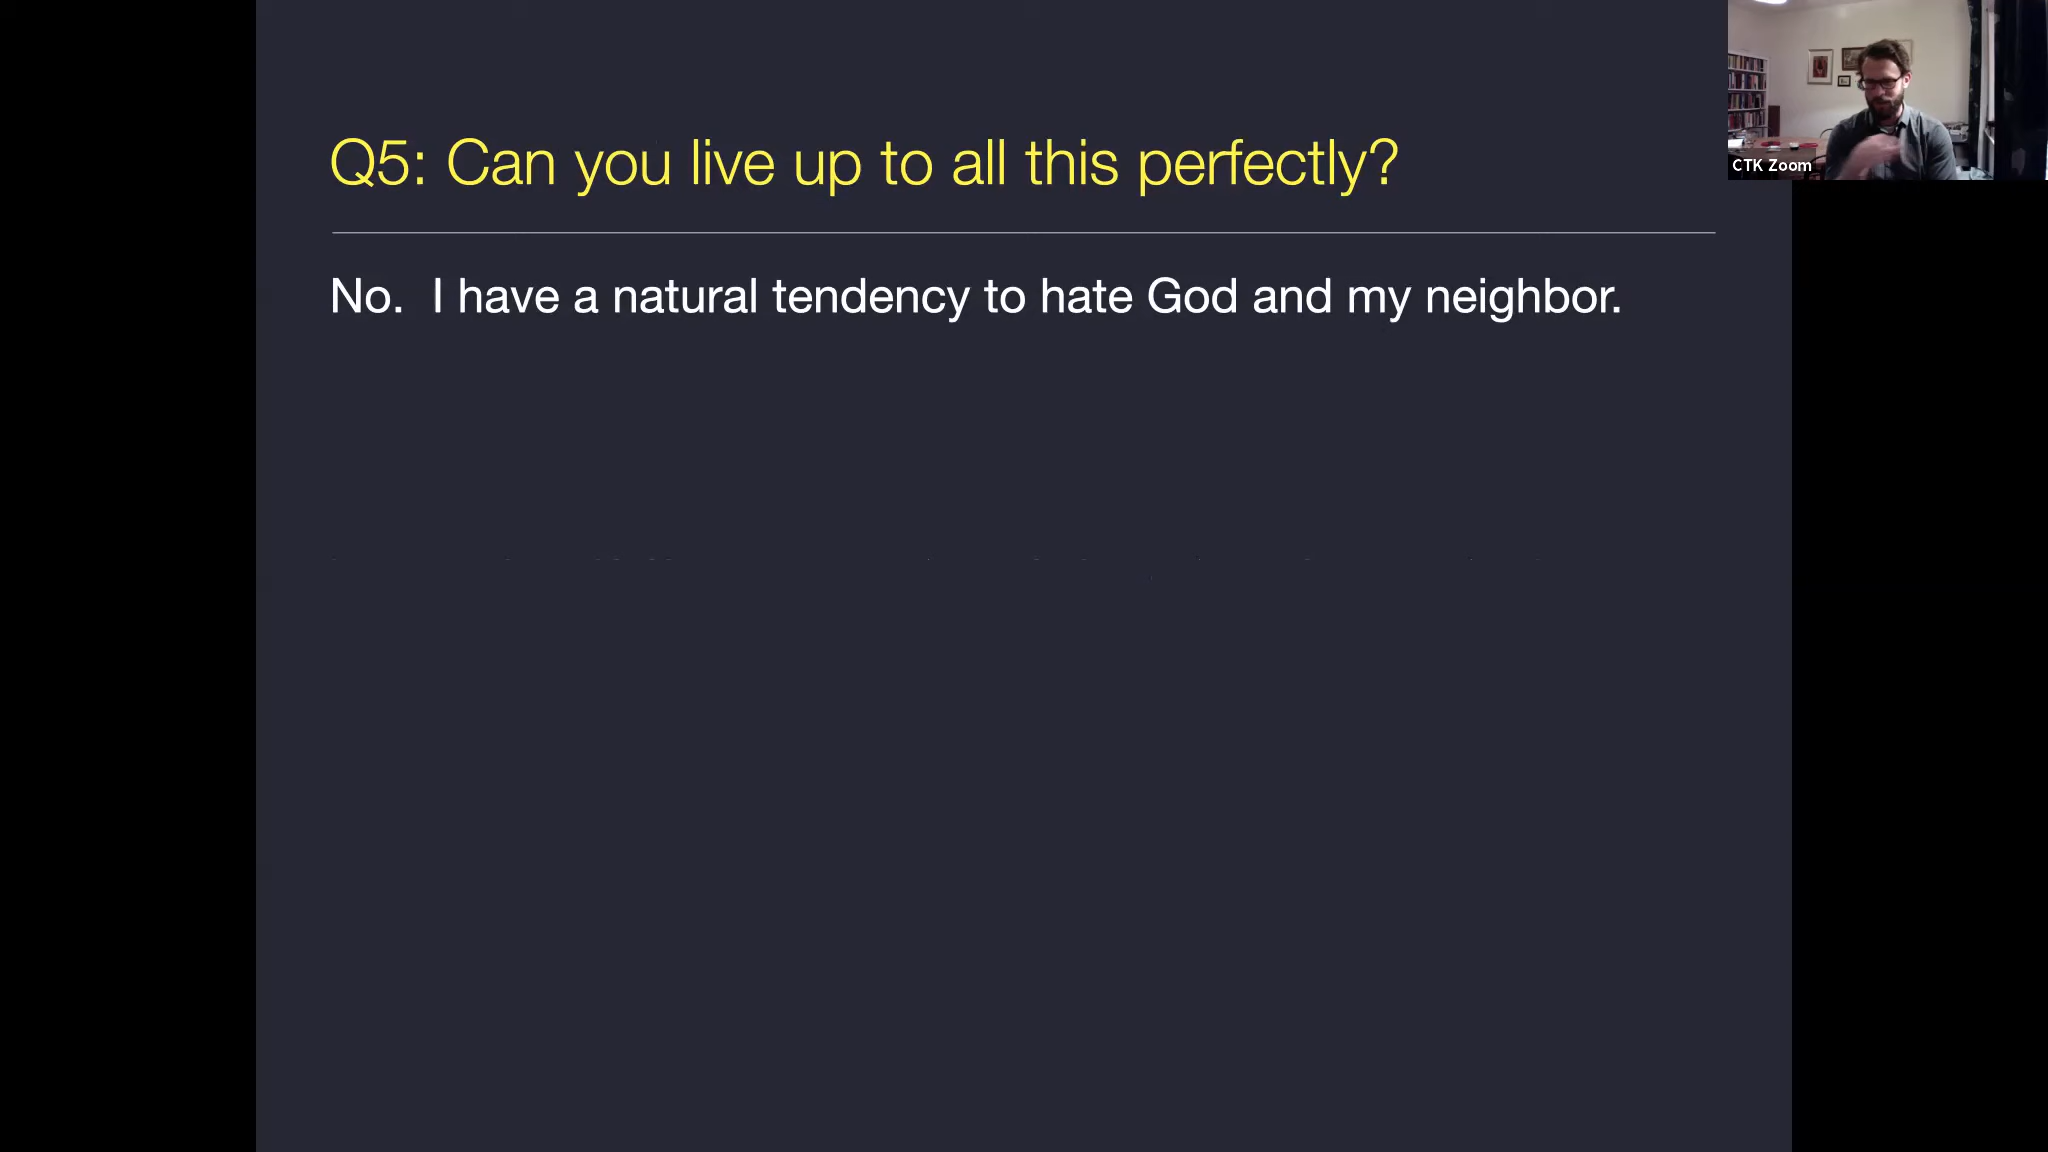 Q5: Can you live up to all this perfectly?
CTK Zoom
No.  I have a natural tendency to hate God and my neighbor.